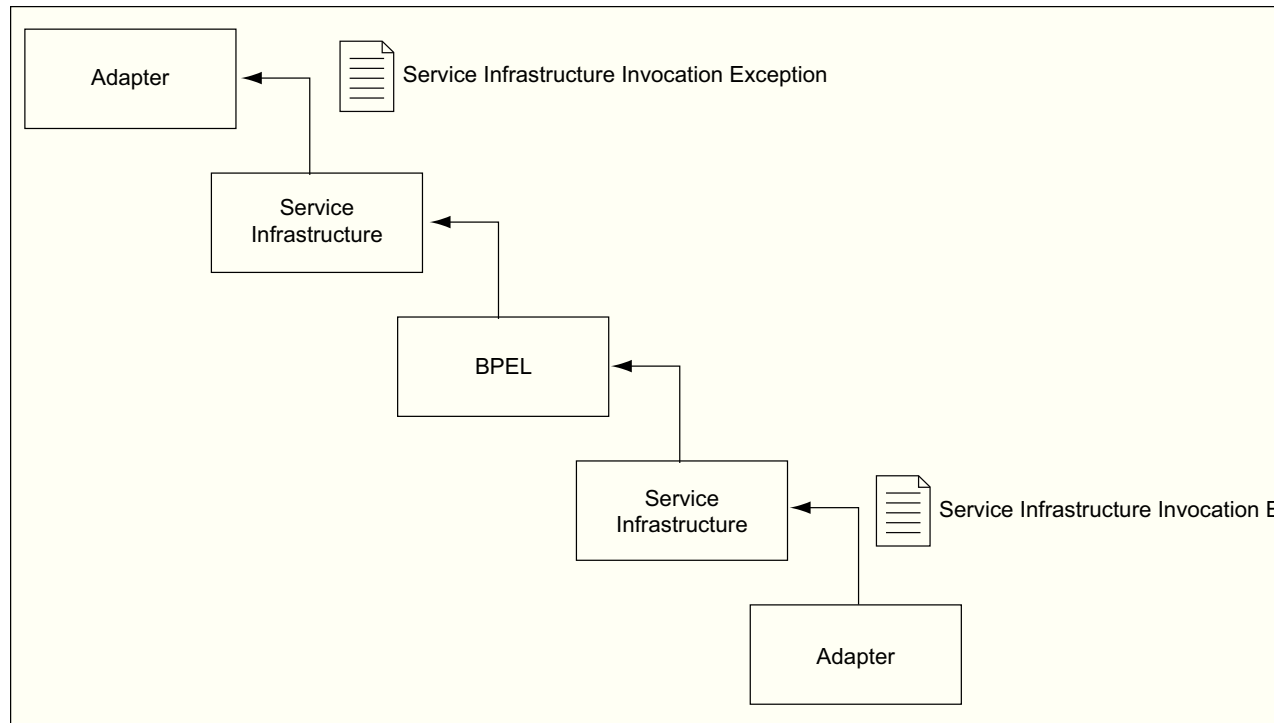 Adapter
Service Infrastructure Invocation Exception
Service
Infrastructure
BPEL
Service
Infrastructure
Service Infrastructure Invocation E
Adapter